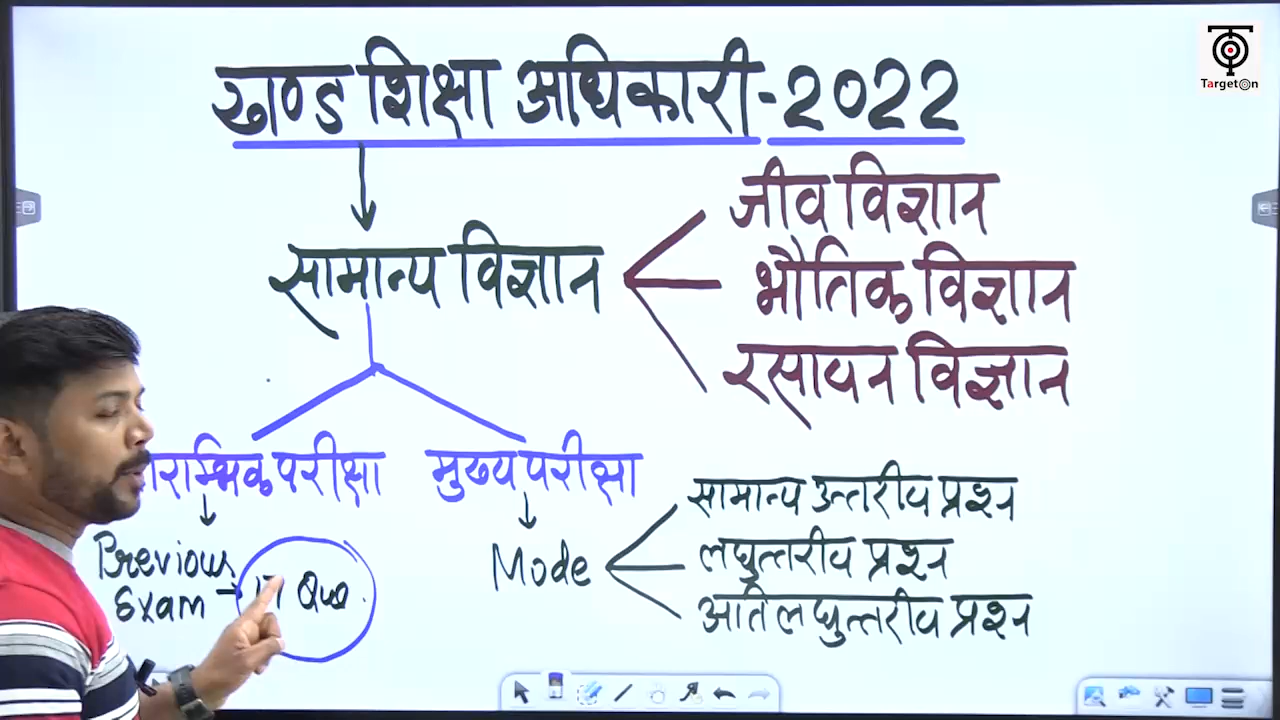 खण्ड शिक्षा अधिकारी-2022
TargetOn
सामान्य विज्ञान
जीव विज्ञान
भौतिक विज्ञान
रसायन विज्ञान
परीक्षा
मुख्य परीक्षा
Previous
Exam
Que
Mode
सामान्य उत्तरीय प्रश्न
लघुत्तरीय प्रश्न
अतिलघुत्तरीय प्रश्न